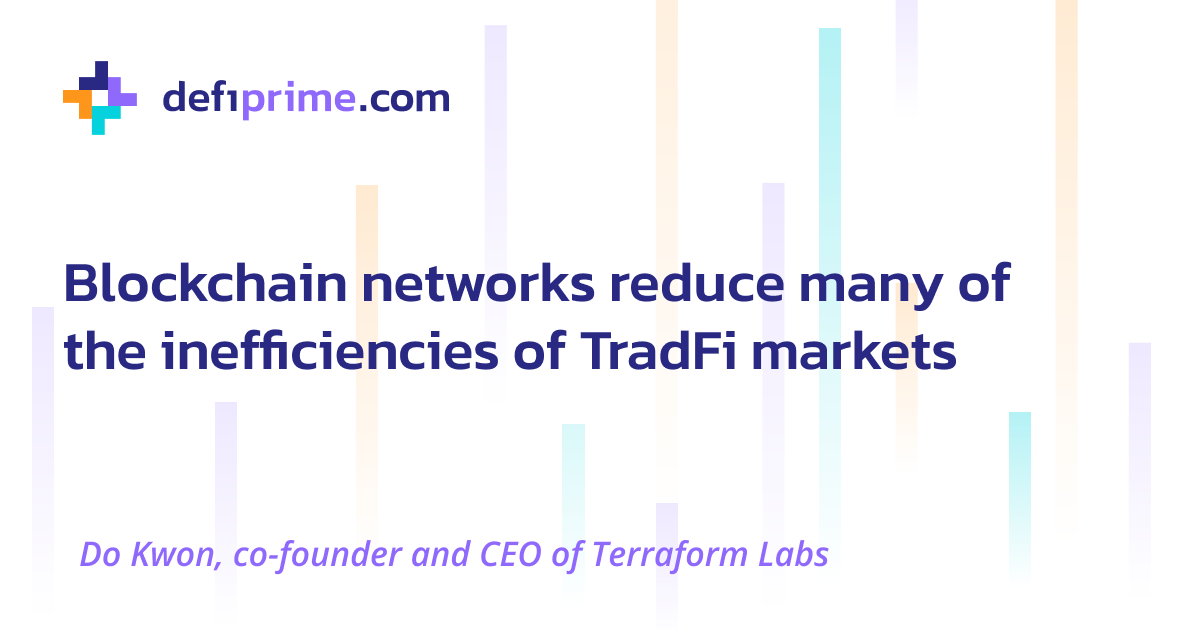 defiprime.com
Blockchain networks reduce many of
the inefficiencies of TradFi markets
Do Kwon, co-founder and CEO of Terraform Labs